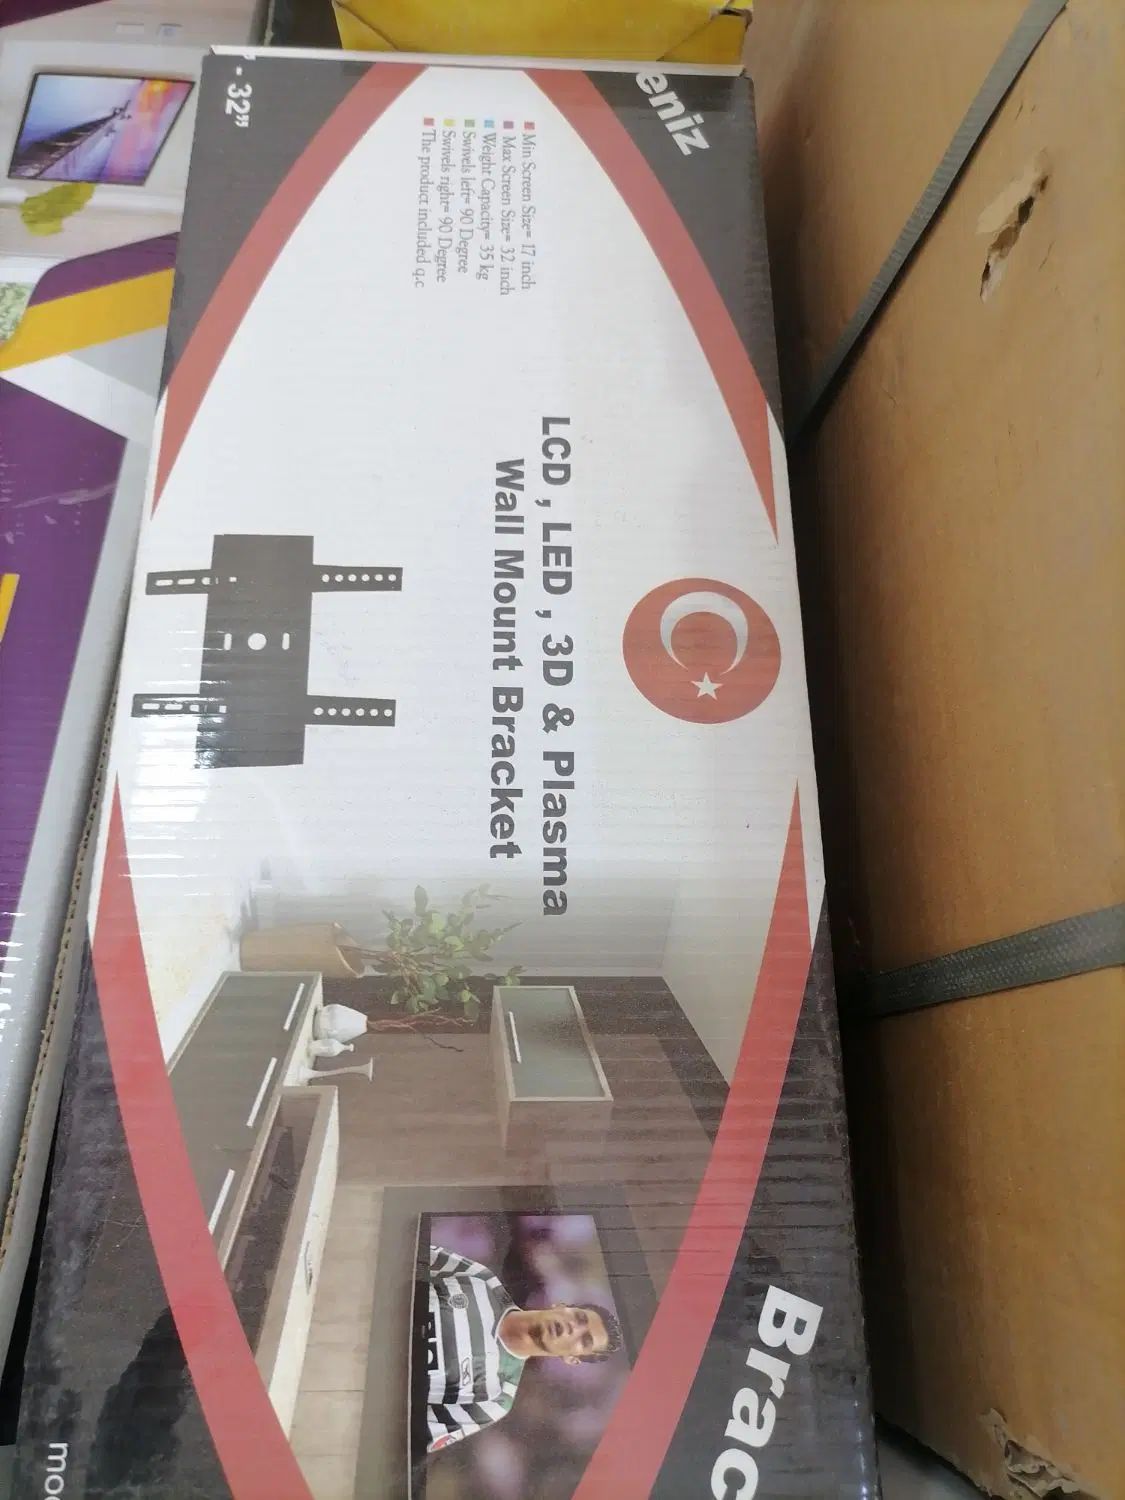 eniz
Min Screen Size= 17 inch
Max Screen Size= 32 inch
Weight Capacity= 35 kg
Swivels left= 90 Degree
Swivels right= 90 Degree
The product included q.c
- 32"
LCD , LED , 3D & Plasma
Wall Mount Bracket
Brac
mod